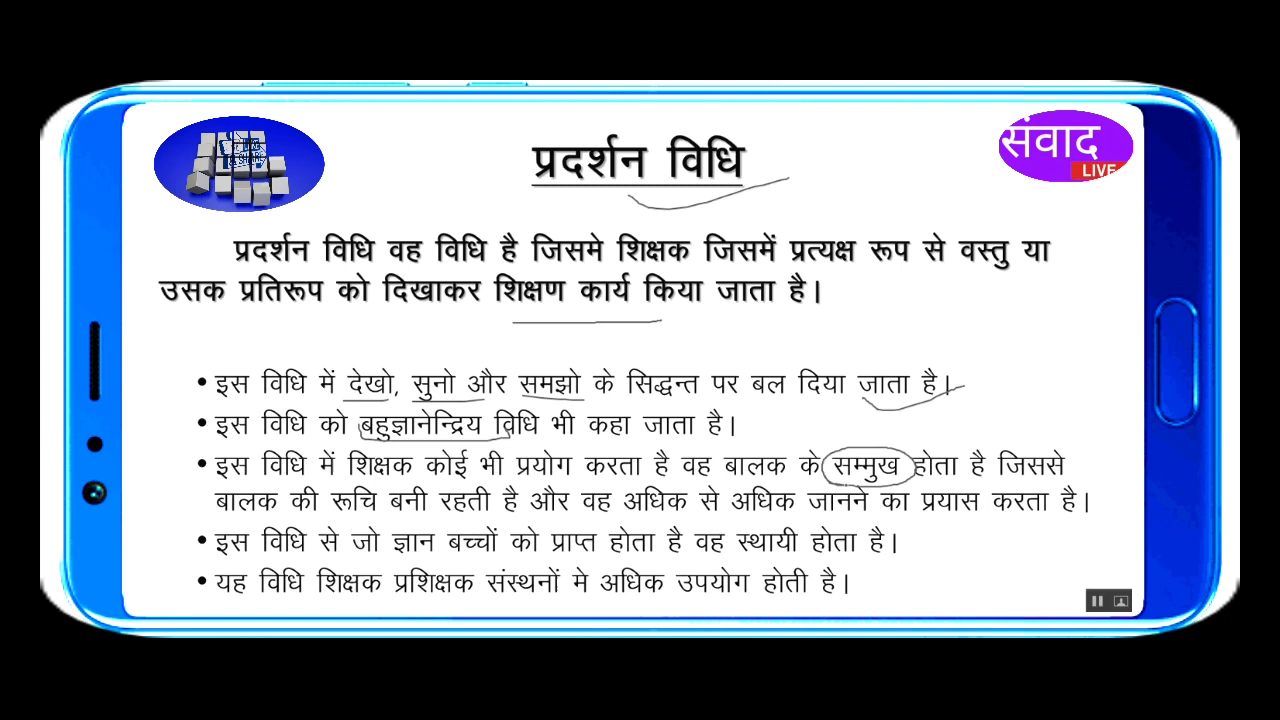 संवाद
LIVE
प्रदर्शन विधि
प्रदर्शन विधि वह विधि है जिसमे शिक्षक जिसमें प्रत्यक्ष रूप से वस्तु या
उसक प्रतिरूप को दिखाकर शिक्षण कार्य किया जाता है।
• इस विधि में देखो, सुनो और समझो के सिद्धन्त पर बल दिया जाता है।
• इस विधि को बहुज्ञानेन्द्रिय विधि भी कहा जाता है।
• इस विधि में शिक्षक कोई भी प्रयोग करता है वह बालक के सम्मुख होता है जिससे
बालक की रूचि बनी रहती है और वह अधिक से अधिक जानने का प्रयास करता है।
• इस विधि से जो ज्ञान बच्चों को प्राप्त होता है वह स्थायी होता है।
• यह विधि शिक्षक प्रशिक्षक संस्थनों मे अधिक उपयोग होती है।